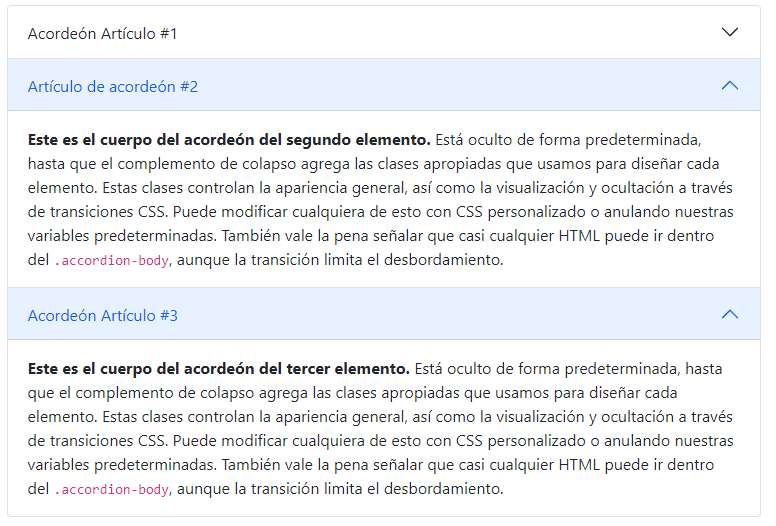 Acordeón Artículo #1
Artículo de acordeón #2
Este es el cuerpo del acordeón del segundo elemento. Está oculto de forma predeterminada,
hasta que el complemento de colapso agrega las clases apropiadas que usamos para diseñar cada
elemento. Estas clases controlan la apariencia general, así como la visualización y ocultación a través
de transiciones CSS. Puede modificar cualquiera de esto con CSS personalizado o anulando nuestras
variables predeterminadas. También vale la pena señalar que casi cualquier HTML puede ir dentro
del .accordion-body, aunque la transición limita el desbordamiento.
Acordeón Artículo #3
Este es el cuerpo del acordeón del tercer elemento. Está oculto de forma predeterminada, hasta
que el complemento de colapso agrega las clases apropiadas que usamos para diseñar cada
elemento. Estas clases controlan la apariencia general, así como la visualización y ocultación a través
de transiciones CSS. Puede modificar cualquiera de esto con CSS personalizado o anulando nuestras
variables predeterminadas. También vale la pena señalar que casi cualquier HTML puede ir dentro
del .accordion-body, aunque la transición limita el desbordamiento.